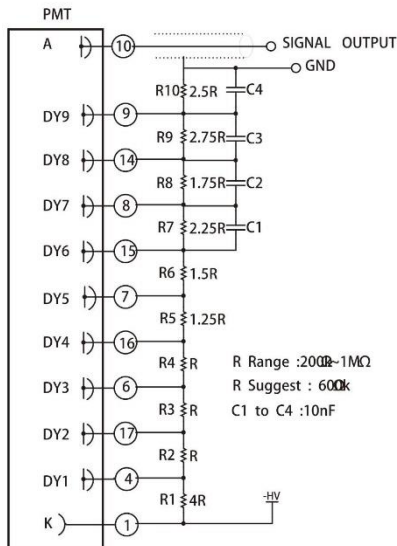 PMT
A 10 SIGNAL OUTPUT
GND
R10 2.5R C4
DY9 9
R9 2.75R C3
DY8 14
R8 1.75R C2
DY7 8
R7 2.25R C1
DY6 15
R6 1.5R
DY5 7
R5 1.25R
DY4 16
R4 R R Range :200 ~1MΩ
DY3 6 R Suggest :600k
R3 R C1 to C4 :10nF
DY2 17
R2 R
DY1 4
R1 4R -HV
K 1